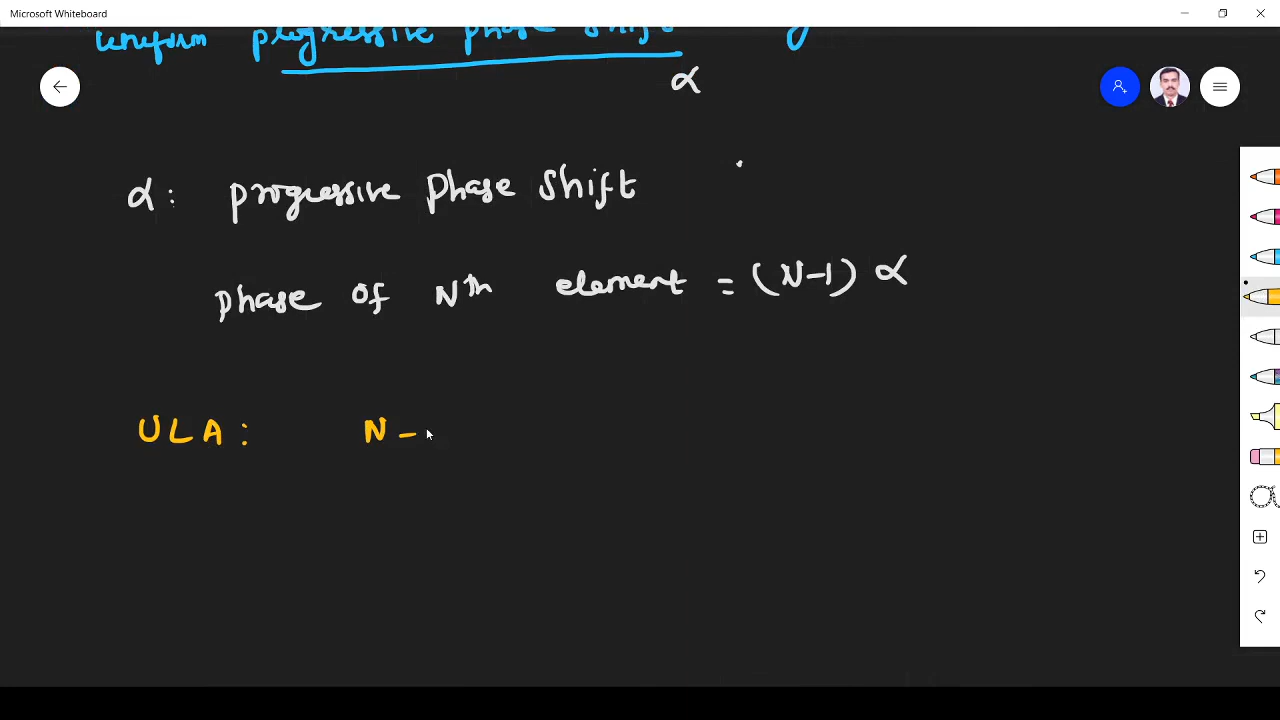 Microsoft Whiteboard
uniform progressive phase shift
α
α: progressive phase shift
phase of Nth element = (N-1) α
ULA: N -